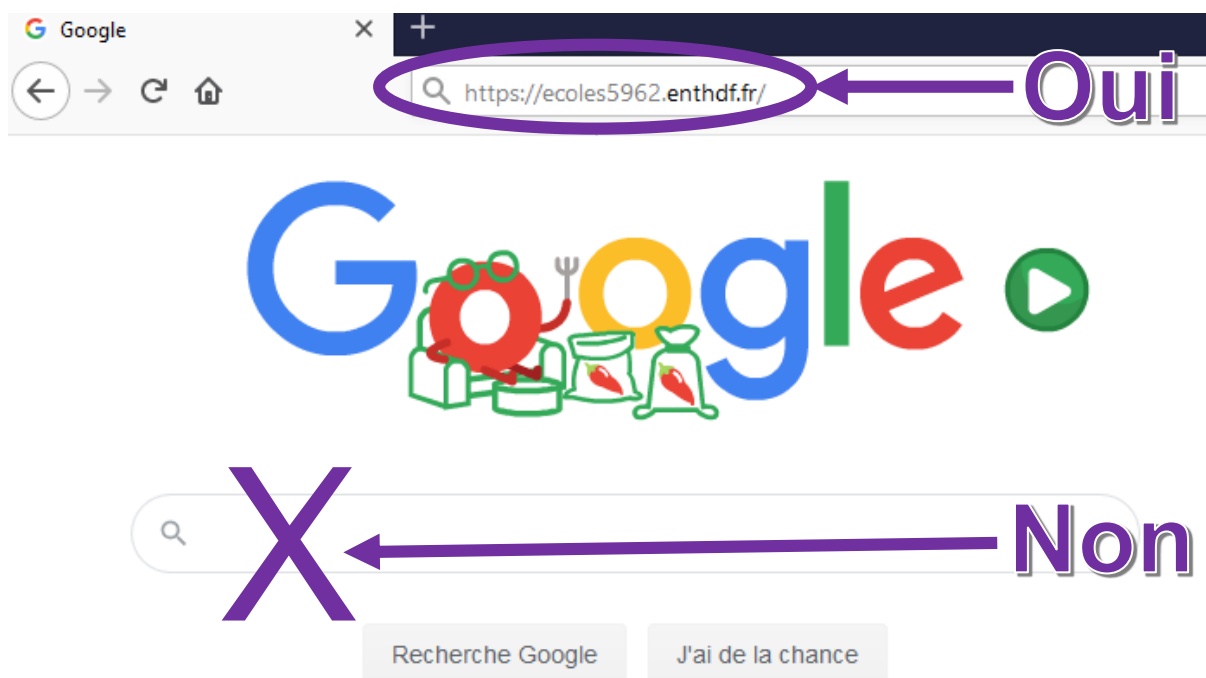 Google
https://ecoles5962.enthdf.fr/
Oui
Google
X
Non
Recherche Google
J'ai de la chance